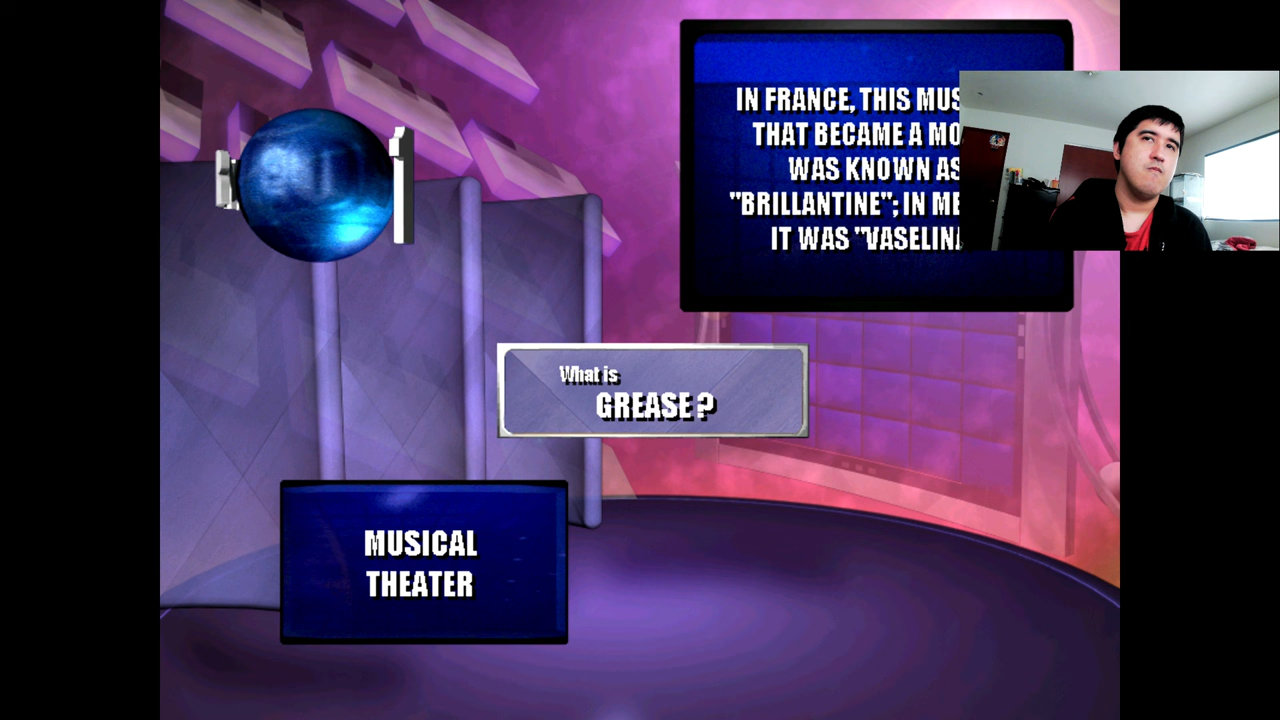 IN FRANCE, THIS MUS
THAT BECAME A MO
WAS KNOWN AS
"BRILLANTINE"; IN ME
IT WAS "VASELINA
What is
GREASE?
MUSICAL
THEATER